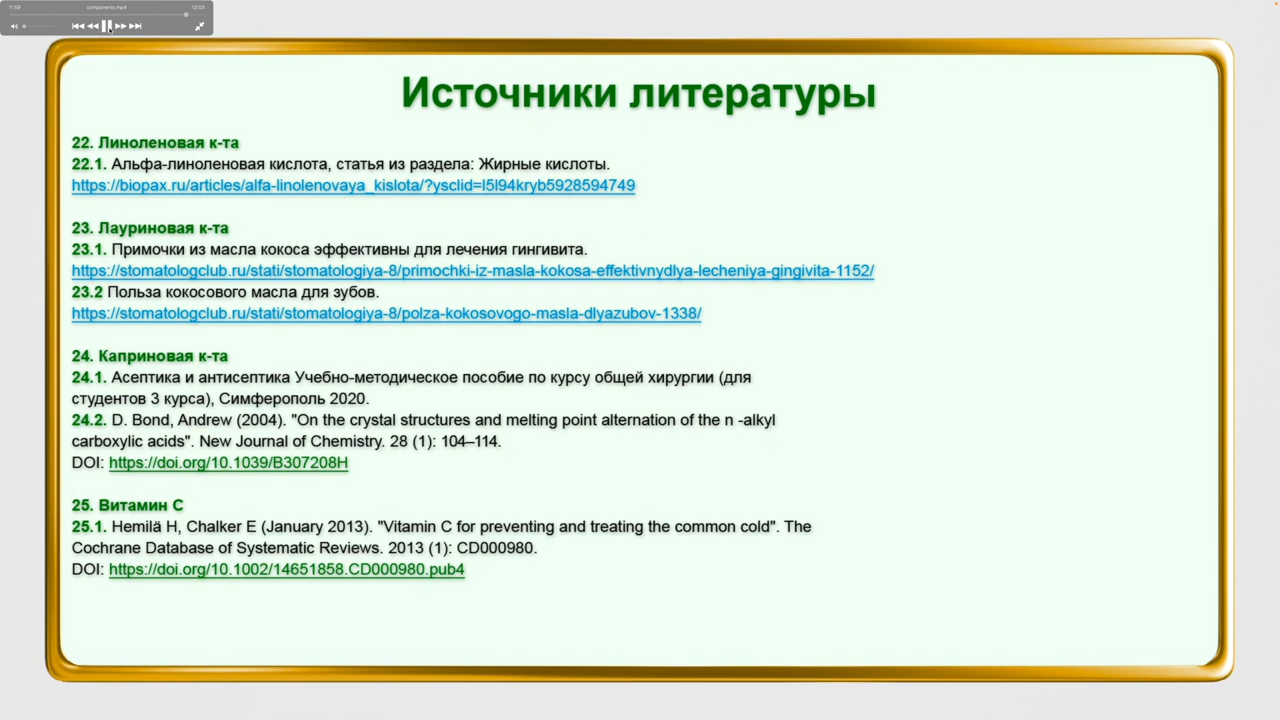 11:58
components.mp4
13:03
Источники литературы
22. Линоленовая к-та
22.1. Альфа-линоленовая кислота, статья из раздела: Жирные кислоты.
https://biopax.ru/articles/alfa-linolenovaya_kislota/?ysclid=l5l94kryb5928594749
23. Лауриновая к-та
23.1. Примочки из масла кокоса эффективны для лечения гингивита.
https://stomatologclub.ru/stati/stomatologiya-8/primochki-iz-masla-kokosa-effektivnydlya-lecheniya-gingivita-1152/
23.2 Польза кокосового масла для зубов.
https://stomatologclub.ru/stati/stomatologiya-8/polza-kokosovogo-masla-dlyazubov-1338/
24. Каприновая к-та
24.1. Асептика и антисептика Учебно-методическое пособие по курсу общей хирургии (для
студентов 3 курса), Симферополь 2020.
24.2. D. Bond, Andrew (2004). "On the crystal structures and melting point alternation of the n -alkyl
carboxylic acids". New Journal of Chemistry. 28 (1): 104–114.
DOI: https://doi.org/10.1039/B307208H
25. Витамин С
25.1. Hemilä H, Chalker E (January 2013). "Vitamin C for preventing and treating the common cold". The
Cochrane Database of Systematic Reviews. 2013 (1): CD000980.
DOI: https://doi.org/10.1002/14651858.CD000980.pub4